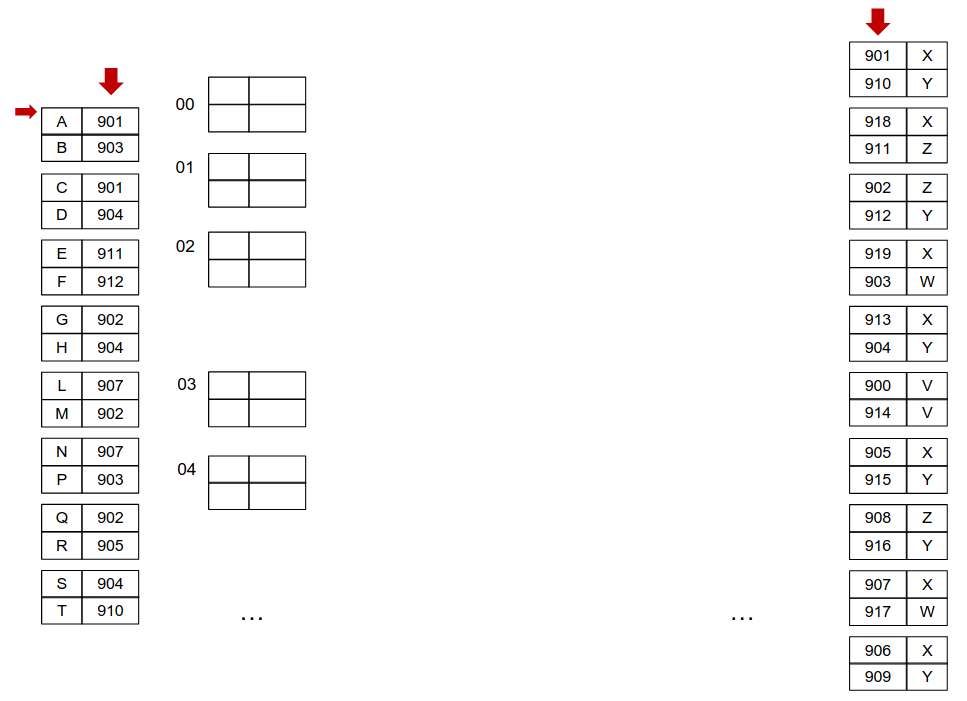 A 901
B 903
C 901
D 904
E 911
F 912
G 902
H 904
L 907
M 902
N 907
P 903
Q 902
R 905
S 904
T 910
00
01
02
03
04
...
...
901 X
910 Y
918 X
911 Z
902 Z
912 Y
919 X
903 W
913 X
904 Y
900 V
914 V
905 X
915 Y
908 Z
916 Y
907 X
917 W
906 X
909 Y